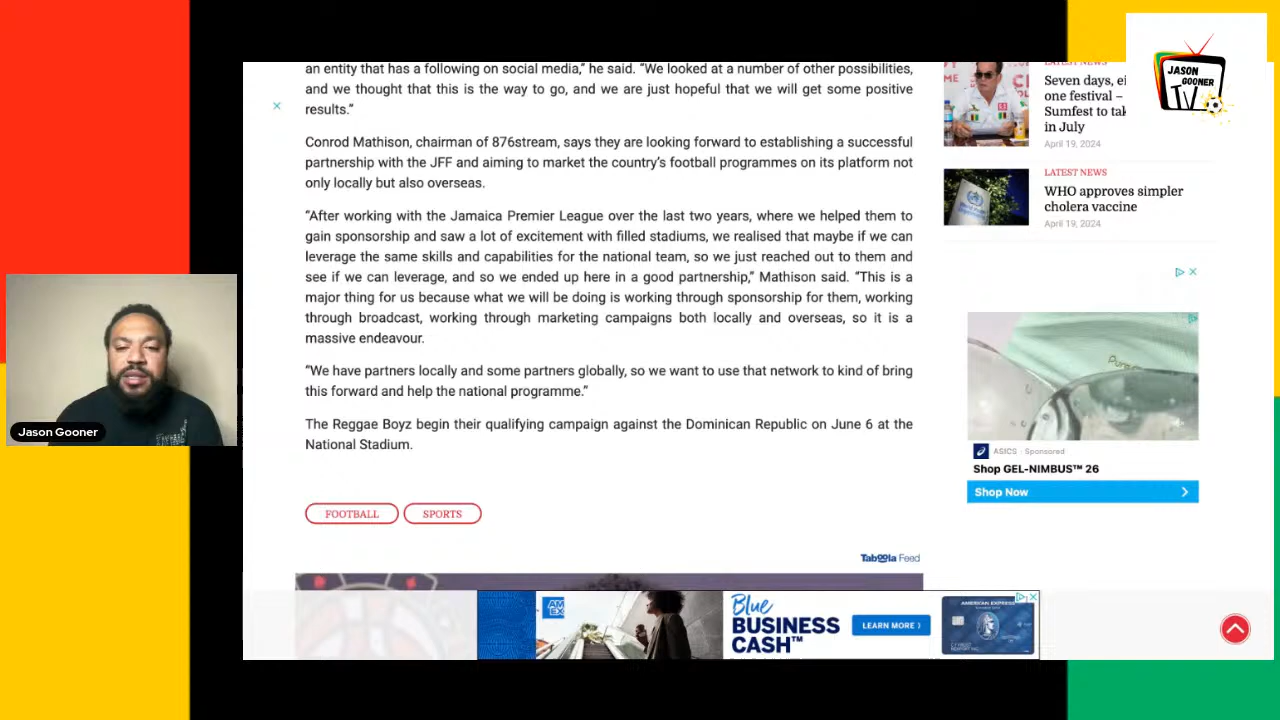 an entity that has a following on social media,” he said. “We looked at a number of other possibilities,
and we thought that this is the way to go, and we are just hopeful that we will get some positive
results.”
Conrod Mathison, chairman of 876stream, says they are looking forward to establishing a successful
partnership with the JFF and aiming to market the country’s football programmes on its platform not
only locally but also overseas.
“After working with the Jamaica Premier League over the last two years, where we helped them to
gain sponsorship and saw a lot of excitement with filled stadiums, we realised that maybe if we can
leverage the same skills and capabilities for the national team, so we just reached out to them and
see if we can leverage, and so we ended up here in a good partnership,” Mathison said. “This is a
major thing for us because what we will be doing is working through sponsorship for them, working
through broadcast, working through marketing campaigns both locally and overseas, so it is a
massive endeavour.
“We have partners locally and some partners globally, so we want to use that network to kind of bring
this forward and help the national programme.”
The Reggae Boyz begin their qualifying campaign against the Dominican Republic on June 6 at the
National Stadium.
FOOTBALL
SPORTS
Taboola Feed
LATEST NEWS
Seven days, ei
one festival –
Sumfest to ta
in July
April 19, 2024
LATEST NEWS
WHO approves simpler
cholera vaccine
April 19, 2024
ASICS · Sponsored
Shop GEL-NIMBUS™ 26
Shop Now
JASON
GOONER
TV
Jason Gooner
AM
EX
Blue
BUSINESS
CASH™
LEARN MORE
AMERICAN EXPRESS